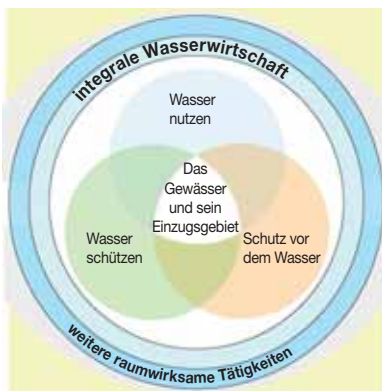 integrale Wasserwirtschaft
Wasser
nutzen
Das
Gewässer
und sein
Einzugsgebiet
Wasser
schützen
Schutz vor
dem Wasser
weitere raumwirksame Tätigkeiten